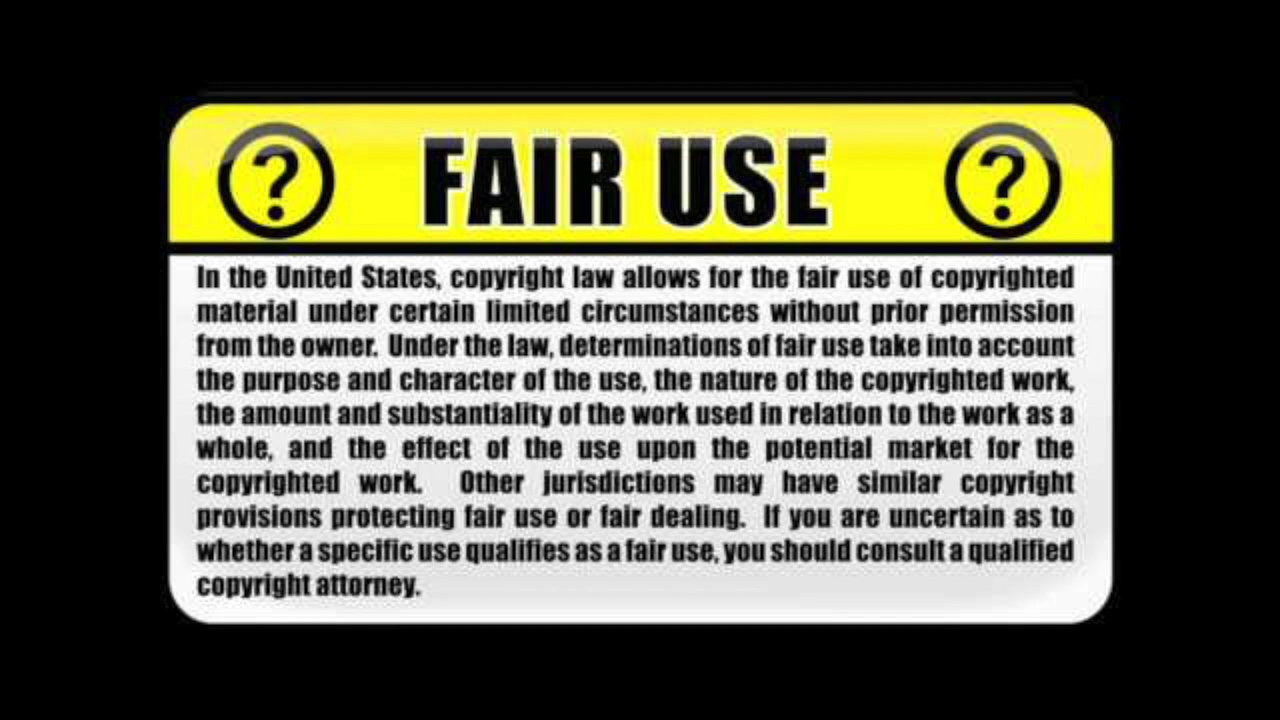 ? FAIR USE ?
In the United States, copyright law allows for the fair use of copyrighted
material under certain limited circumstances without prior permission
from the owner. Under the law, determinations of fair use take into account
the purpose and character of the use, the nature of the copyrighted work,
the amount and substantiality of the work used in relation to the work as a
whole, and the effect of the use upon the potential market for the
copyrighted work. Other jurisdictions may have similar copyright
provisions protecting fair use or fair dealing. If you are uncertain as to
whether a specific use qualifies as a fair use, you should consult a qualified
copyright attorney.